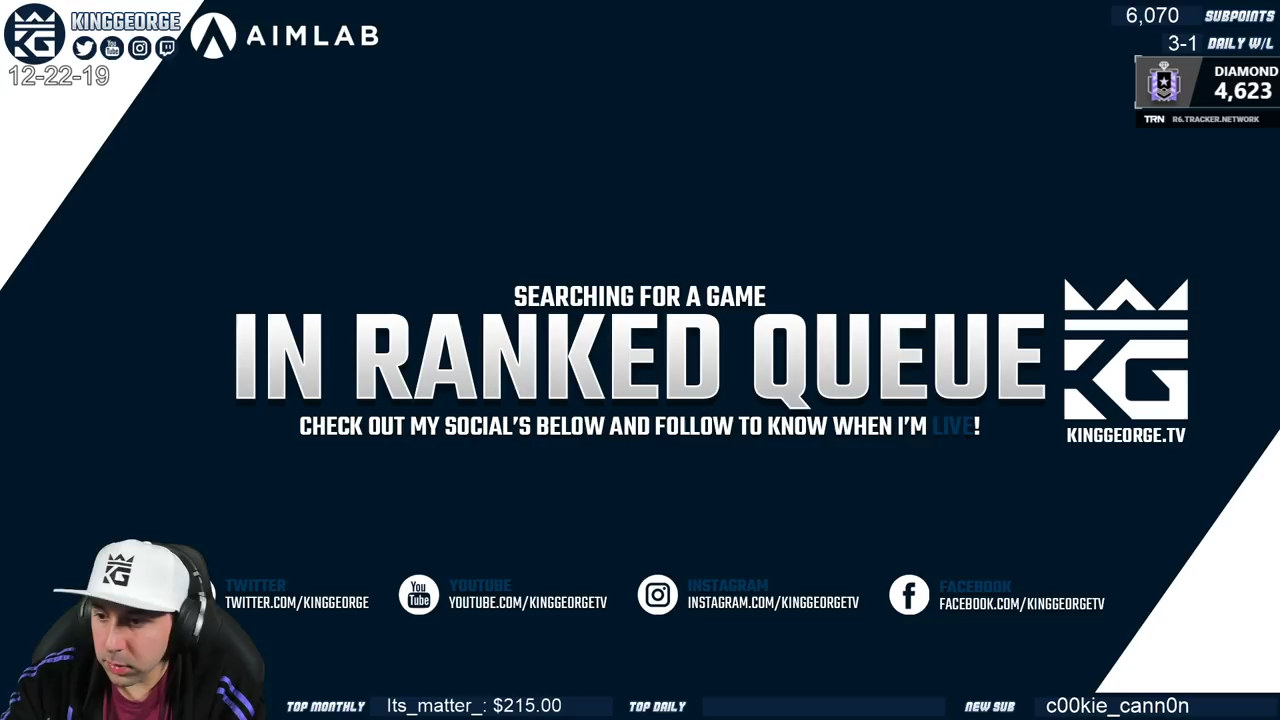 KINGGEORGE
12-22-19
AIMLAB
6,070 SUBPOINTS
3-1 DAILY W/L
DIAMOND
4,623
TRN R6.TRACKER.NETWORK
SEARCHING FOR A GAME
IN RANKED QUEUE
CHECK OUT MY SOCIAL'S BELOW AND FOLLOW TO KNOW WHEN I'M LIVE!
KG
KINGGEORGE.TV
KG
TWITTER
TWITTER.COM/KINGGEORGE
You Tube
YOUTUBE
YOUTUBE.COM/KINGGEORGETV
INSTAGRAM
INSTAGRAM.COM/KINGGEORGETV
FACEBOOK
FACEBOOK.COM/KINGGEORGETV
TOP MONTHLY Its_matter_: $215.00
TOP DAILY
NEW SUB c00kie_cann0n